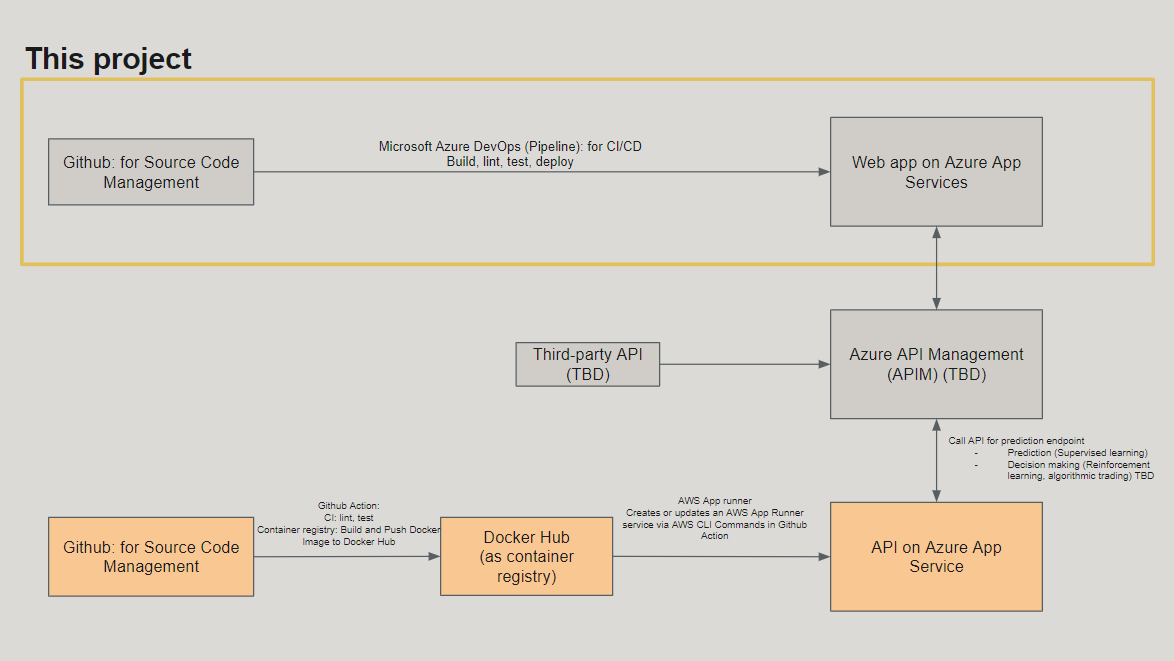 This project
Github: for Source Code
Management
Microsoft Azure DevOps (Pipeline): for CI/CD
Build, lint, test, deploy
Web app on Azure App
Services
Third-party API
(TBD)
Azure API Management
(APIM) (TBD)
Call API for prediction endpoint
- Prediction (Supervised learning)
- Decision making (Reinforcement
learning, algorithmic trading) TBD
Github: for Source Code
Management
Github Action:
CI: lint, test
Container registry: Build and Push Docker
Image to Docker Hub
Docker Hub
(as container
registry)
AWS App runner
Creates or updates an AWS App Runner
service via AWS CLI Commands in Github
Action
API on Azure App
Service